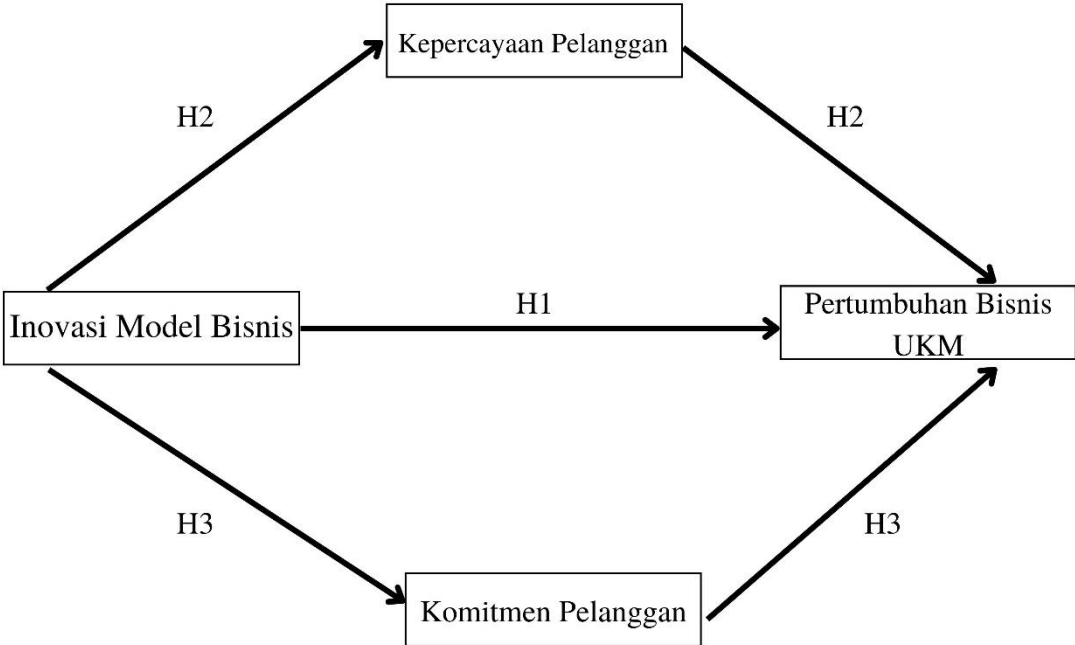 Kepercayaan Pelanggan
H2
H2
H1
Inovasi Model Bisnis
Pertumbuhan Bisnis
UKM
H3
H3
Komitmen Pelanggan